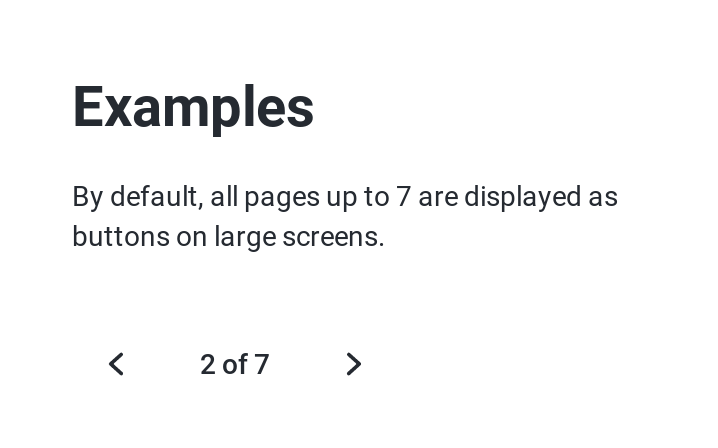 Examples
By default, all pages up to 7 are displayed as
buttons on large screens.
2 of 7